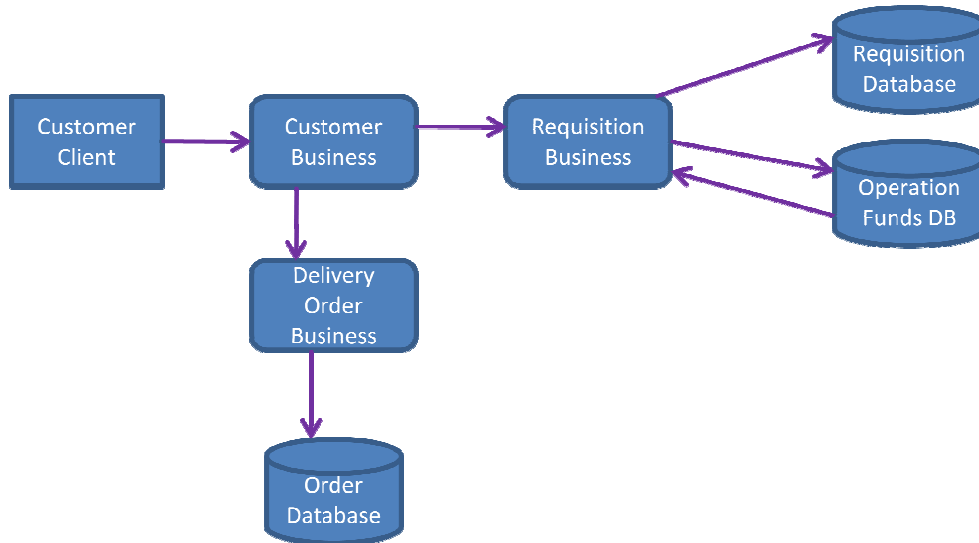 Customer
Client
Customer
Business
Requisition
Business
Requisition
Database
Operation
Funds DB
Delivery
Order
Business
Order
Database